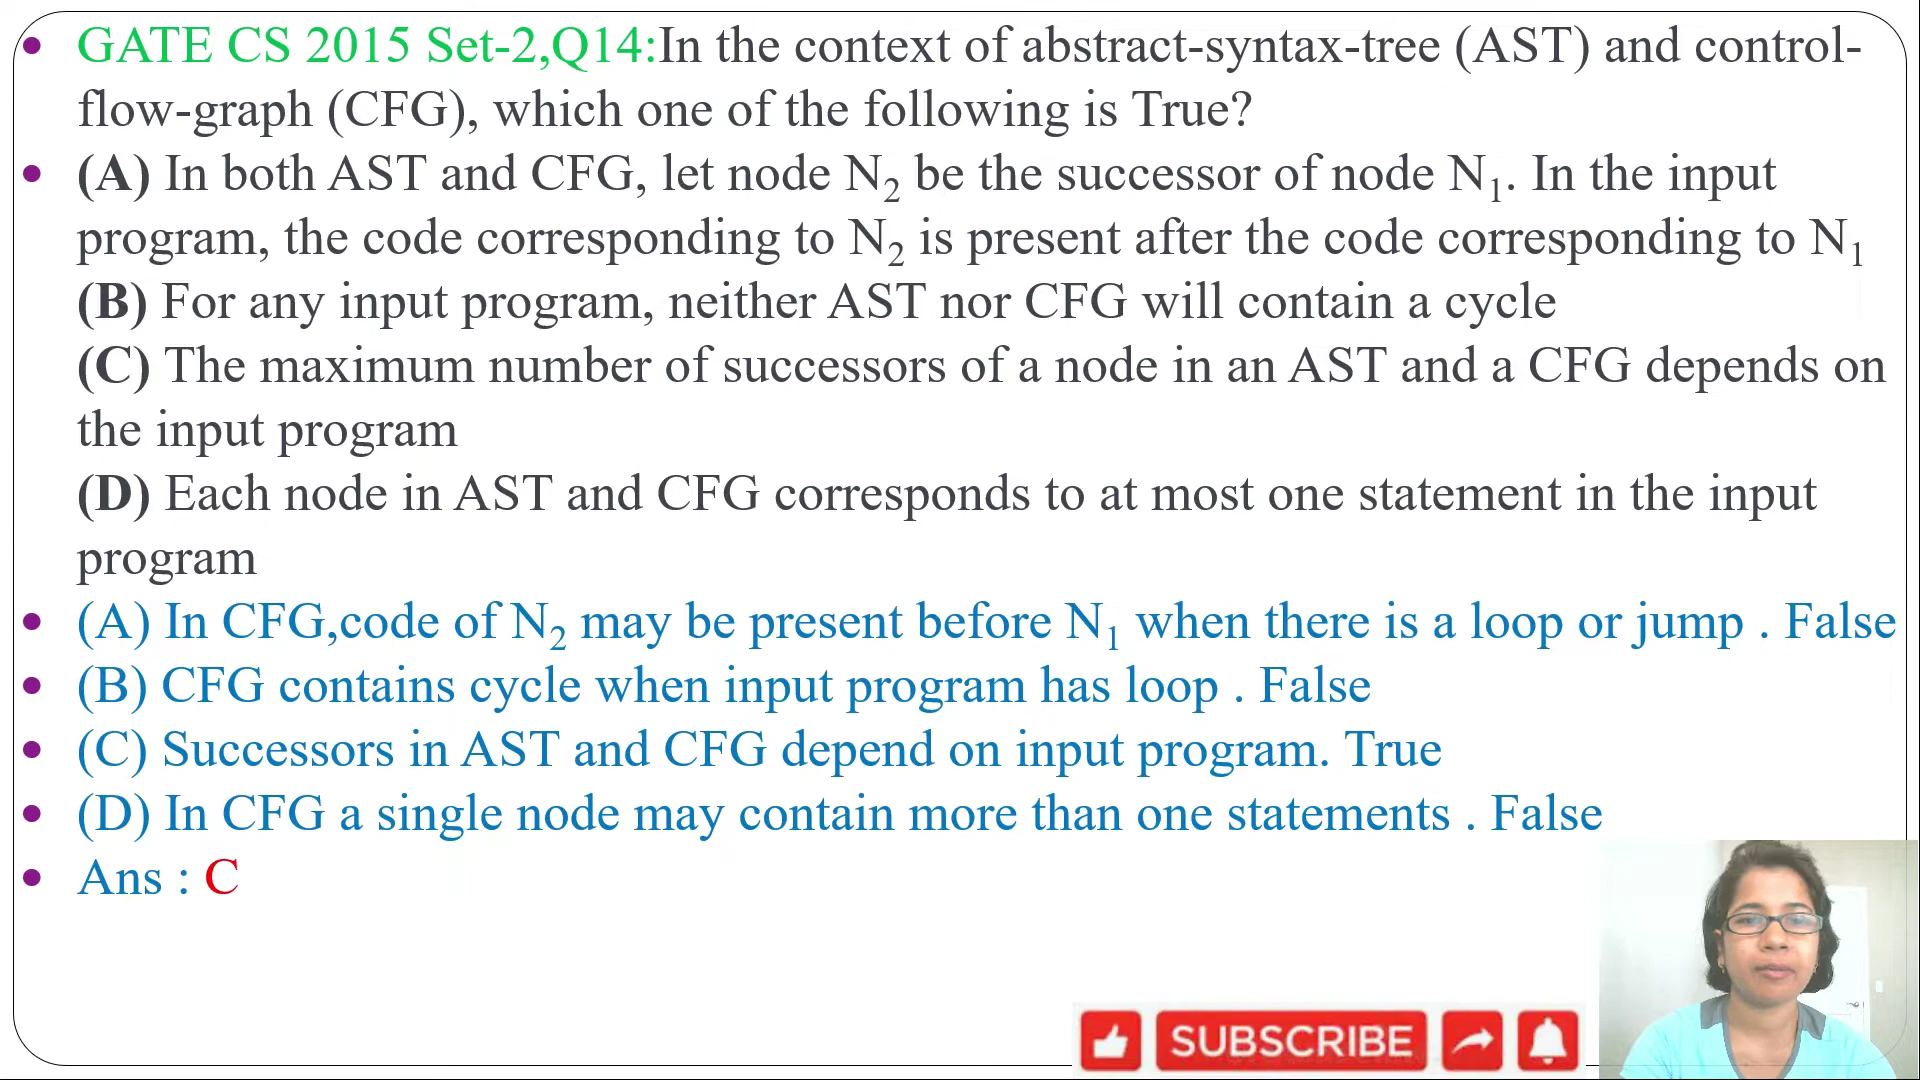 • GATE CS 2015 Set-2,Q14:In the context of abstract-syntax-tree (AST) and control-
flow-graph (CFG), which one of the following is True?
• (A) In both AST and CFG, let node N₂ be the successor of node N₁. In the input
program, the code corresponding to N₂ is present after the code corresponding to N₁
(B) For any input program, neither AST nor CFG will contain a cycle
(C) The maximum number of successors of a node in an AST and a CFG depends on
the input program
(D) Each node in AST and CFG corresponds to at most one statement in the input
program
• (A) In CFG,code of N₂ may be present before N₁ when there is a loop or jump . False
• (B) CFG contains cycle when input program has loop . False
• (C) Successors in AST and CFG depend on input program. True
• (D) In CFG a single node may contain more than one statements . False
• Ans : C
SUBSCRIBE